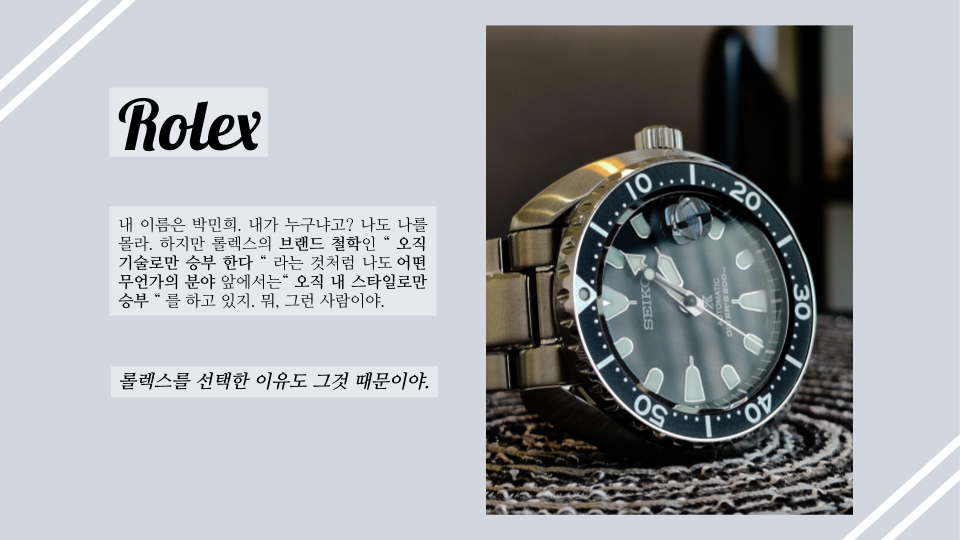 Rolex
내 이름은 박민희. 내가 누구냐고? 나도 나를
몰라. 하지만 롤렉스의 브랜드 철학인 “ 오직
기술로만 승부 한다 “ 라는 것처럼 나도 어떤
무언가의 분야 앞에서는“ 오직 내 스타일로만
승부 “ 를 하고 있지. 뭐, 그런 사람이야.
롤렉스를 선택한 이유도 그것 때문이야.
10
20
30
40
50
SEIKO
AUTOMATIC
DIVER'S 200